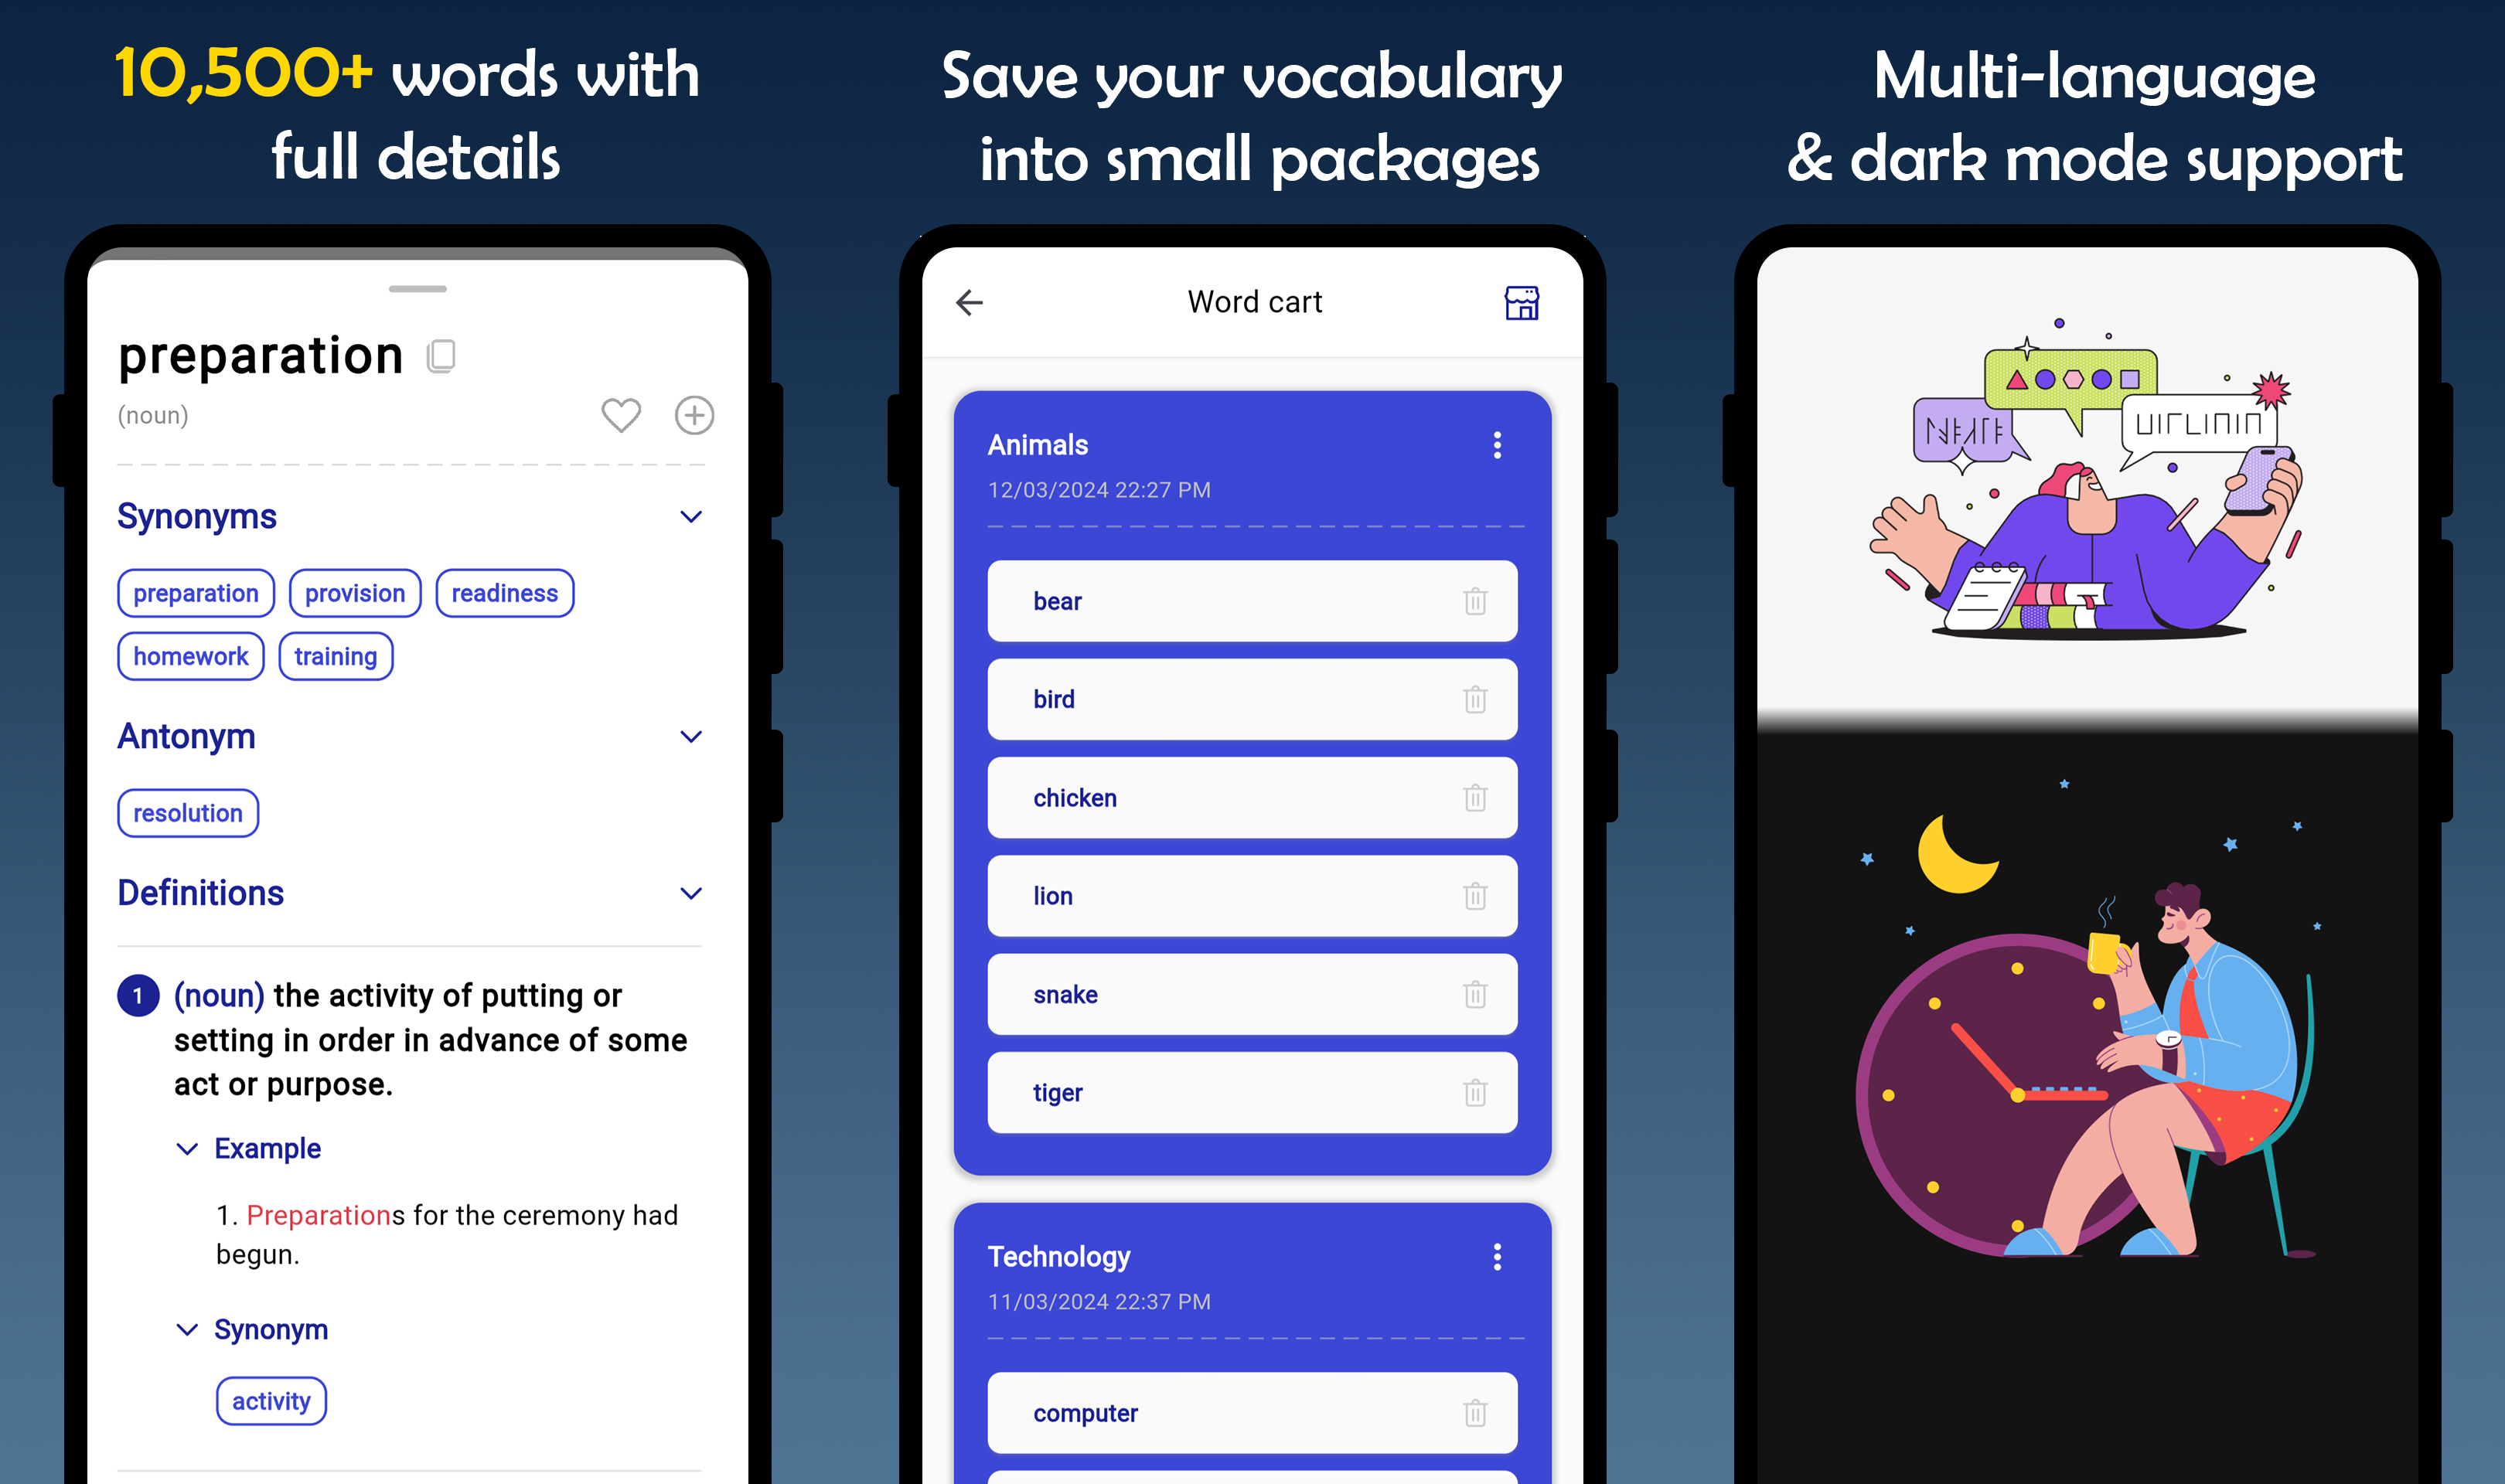 10,500+ words with
full details
preparation
(noun)
Synonyms
preparation provision readiness
homework training
Antonym
resolution
Definitions
1 (noun) the activity of putting or
setting in order in advance of some
act or purpose.
Example
1. Preparations for the ceremony had
begun.
Synonym
activity
Save your vocabulary
into small packages
Word cart
Animals
12/03/2024 22:27 PM
bear
bird
chicken
lion
snake
tiger
Technology
11/03/2024 22:37 PM
computer
Multi-language
& dark mode support